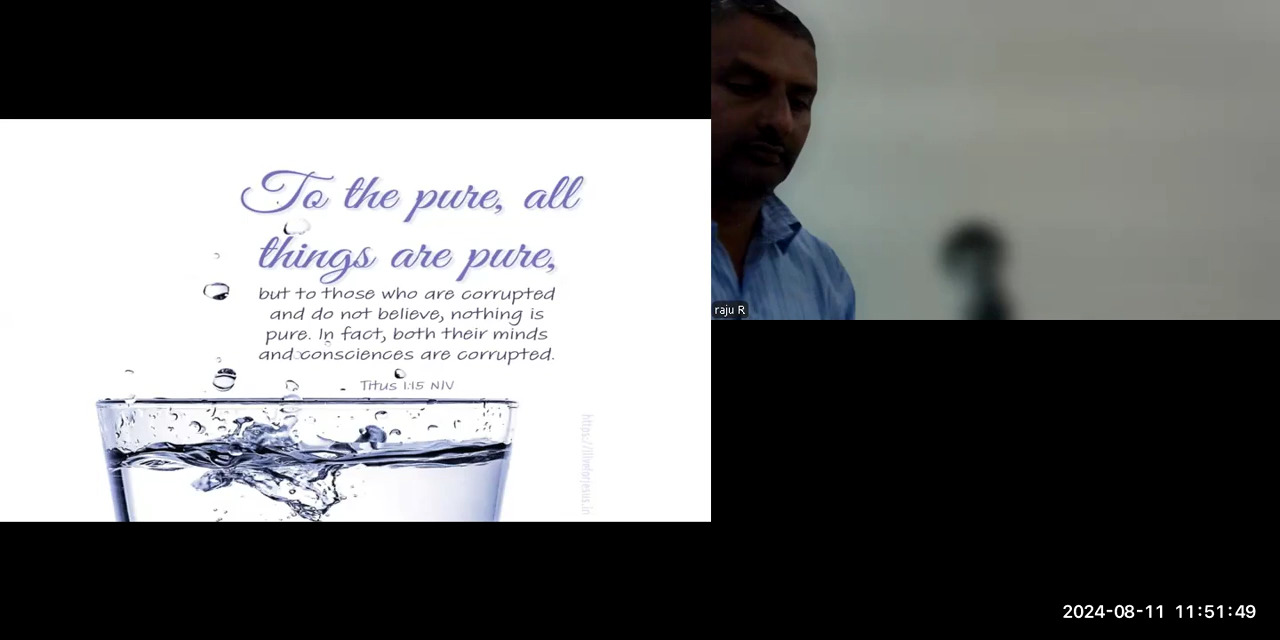 To the pure, all
things are pure,
but to those who are corrupted
and do not believe, nothing is
pure. In fact, both their minds
and consciences are corrupted.
Titus 1:15 NIV
raju R
2024-08-11 11:51:49